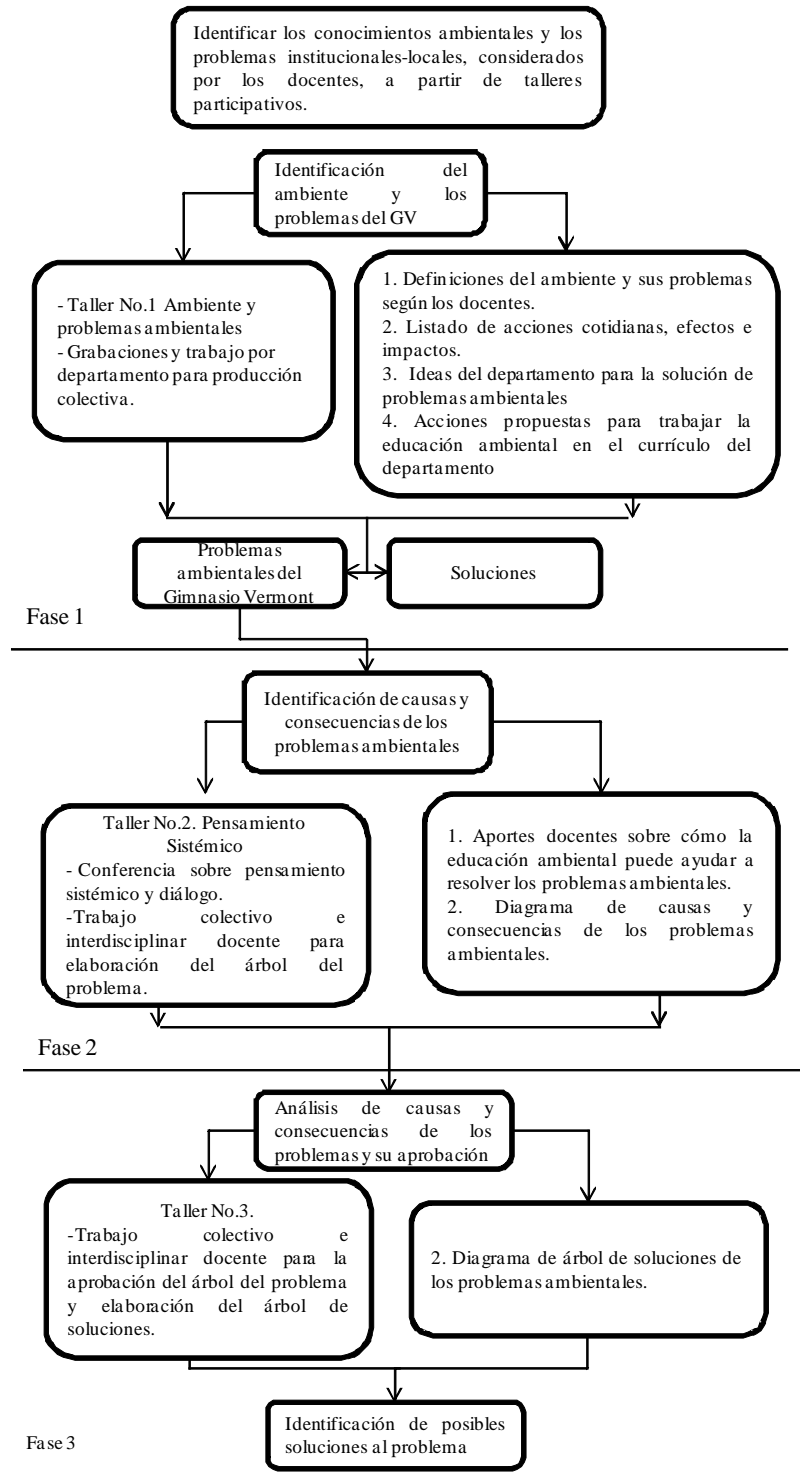 Identificar los conocimientos ambientales y los
problemas institucionales-locales, considerados
por los docentes, a partir de talleres
participativos.
Identificación del
ambiente y los
problemas del GV
- Taller No.1 Ambiente y
problemas ambientales
- Grabaciones y trabajo por
departamento para producción
colectiva.
1. Definiciones del ambiente y sus problemas
según los docentes.
2. Listado de acciones cotidianas, efectos e
impactos.
3. Ideas del departamento para la solución de
problemas ambientales
4. Acciones propuestas para trabajar la
educación ambiental en el currículo del
departamento
Problemas
ambientales del
Gimnasio Vermont
Soluciones
Fase 1
Identificación de causas y
consecuencias de los
problemas ambientales
Taller No.2. Pensamiento
Sistémico
- Conferencia sobre pensamiento
sistémico y diálogo.
-Trabajo colectivo e
interdisciplinar docente para
elaboración del árbol del
problema.
1. Aportes docentes sobre cómo la
educación ambiental puede ayudar a
resolver los problemas ambientales.
2. Diagrama de causas y
consecuencias de los problemas
ambientales.
Fase 2
Análisis de causas y
consecuencias de los
problemas y su aprobación
Taller No.3.
-Trabajo colectivo e
interdisciplinar docente para la
aprobación del árbol del problema
y elaboración del árbol de
soluciones.
2. Diagrama de árbol de soluciones de
los problemas ambientales.
Identificación de posibles
soluciones al problema
Fase 3